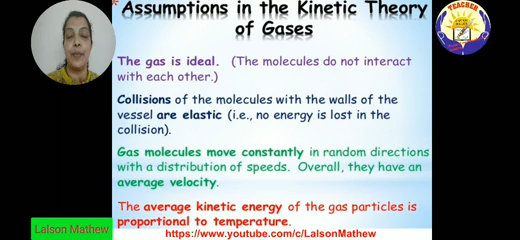 Assumptions in the Kinetic Theory
of Gases
TEACHER
The gas is ideal. (The molecules do not interact
with each other.)
Collisions of the molecules with the walls of the
vessel are elastic (i.e., no energy is lost in the
collision).
Gas molecules move constantly in random directions
with a distribution of speeds. Overall, they have an
average velocity.
The average kinetic energy of the gas particles is
proportional to temperature.
Lalson Mathew
https://www.youtube.com/c/LalsonMathew